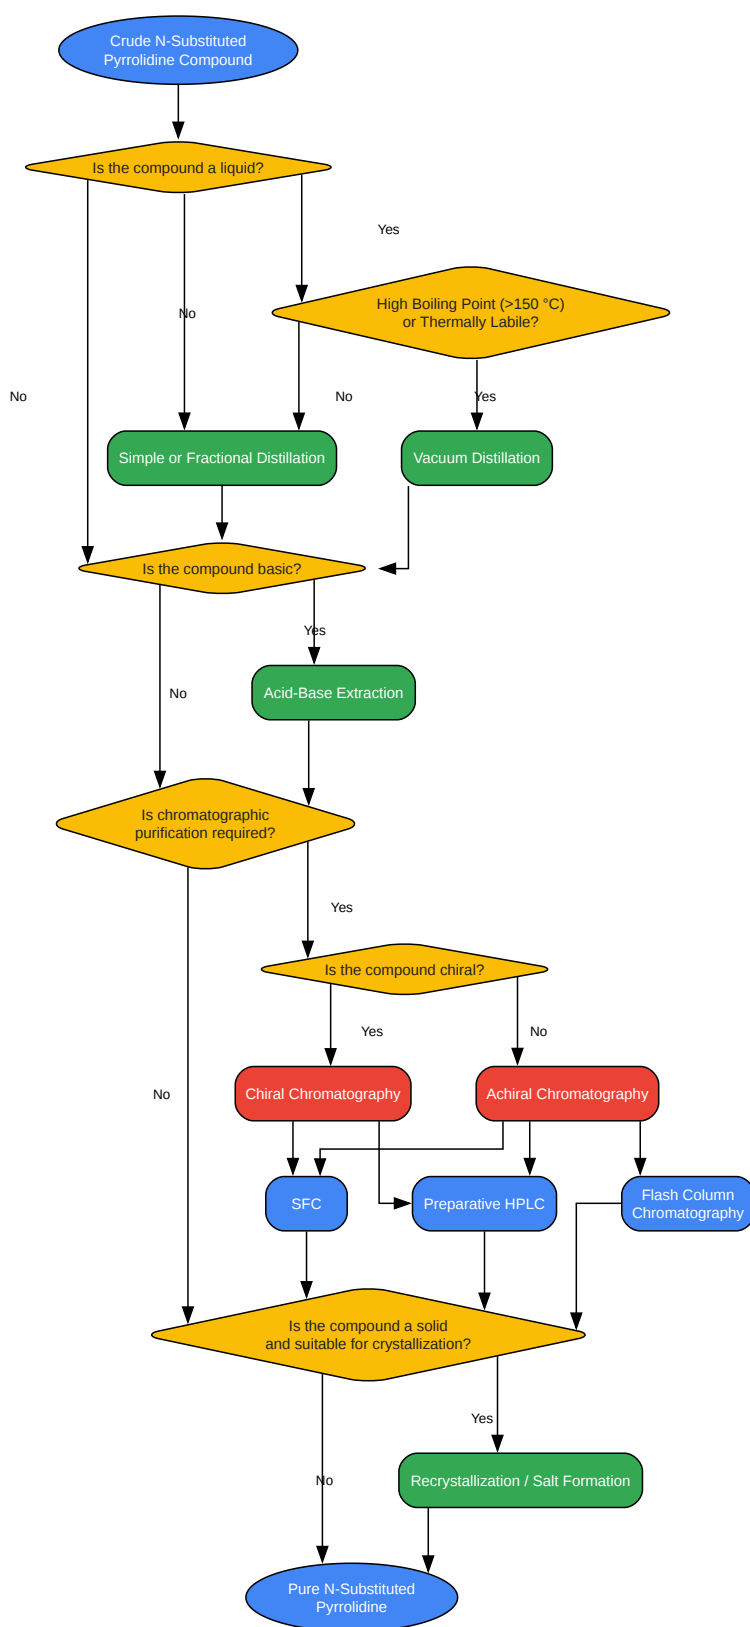 Crude N-Substituted
Pyrrolidine Compound
Is the compound a liquid?
Yes
High Boiling Point (>150 °C)
or Thermally Labile?
No
No
No
Yes
Simple or Fractional Distillation
Vacuum Distillation
Is the compound basic?
Yes
No
Acid-Base Extraction
Is chromatographic
purification required?
Yes
Is the compound chiral?
Yes
No
No
Chiral Chromatography
Achiral Chromatography
SFC
Preparative HPLC
Flash Column
Chromatography
Is the compound a solid
and suitable for crystallization?
Yes
No
Recrystallization / Salt Formation
Pure N-Substituted
Pyrrolidine